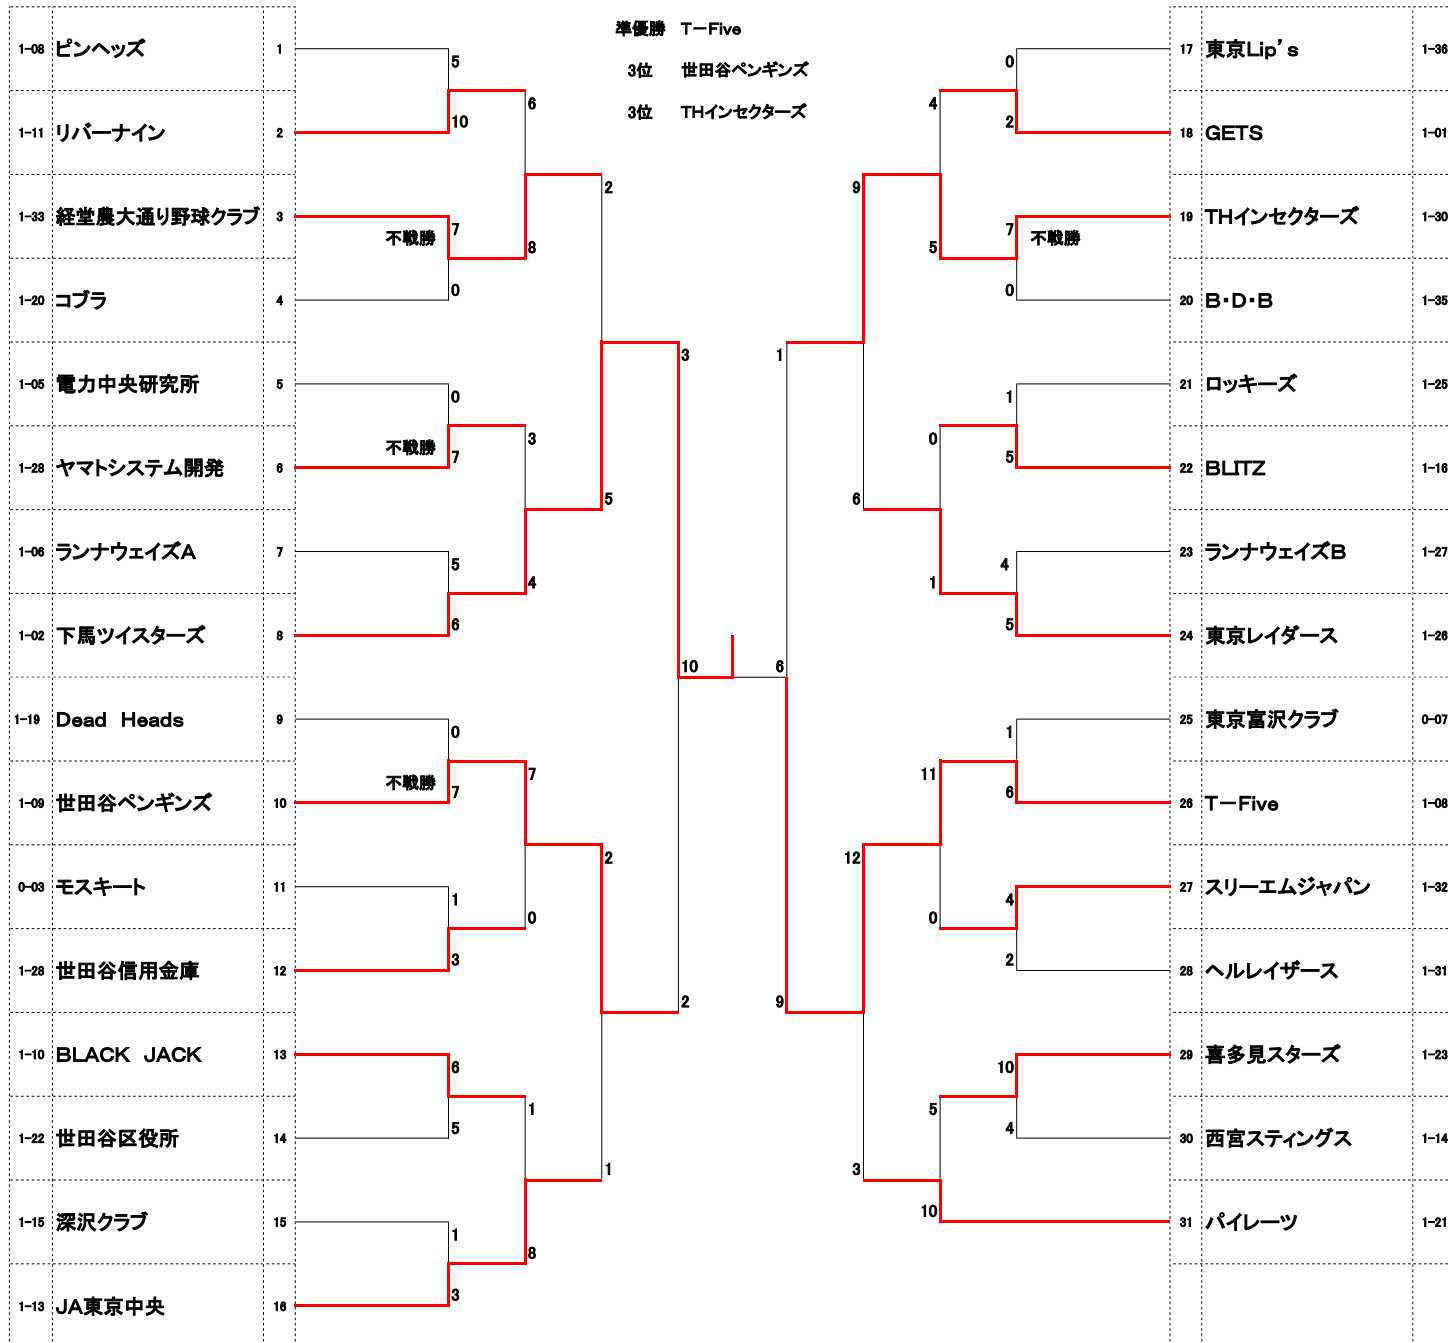 準優勝 T－Five
3位 世田谷ペンギンズ
3位 THインセクターズ
1-08 ピンヘッズ 1
5
6
1-11 リバーナイン 2
10
2
1-33 経堂農大通り野球クラブ 3
不戦勝 7
8
1-20 コブラ 4
0
3
1-05 電力中央研究所 5
0
3
1-28 ヤマトシステム開発 6
不戦勝 7
5
1-06 ランナウェイズA 7
5
4
1-02 下馬ツイスターズ 8
6
10
1-19 Dead Heads 9
0
7
1-09 世田谷ペンギンズ 10
不戦勝 7
2
0-03 モスキート 11
1
0
1-28 世田谷信用金庫 12
3
2
1-10 BLACK JACK 13
6
1
1-22 世田谷区役所 14
5
1
1-15 深沢クラブ 15
1
8
1-13 JA東京中央 16
3
17 東京Lip's 1-36
0
4
18 GETS 1-01
2
9
19 THインセクターズ 1-30
7 不戦勝
5
20 B・D・B 1-35
0
1
21 ロッキーズ 1-25
1
0
22 BLITZ 1-16
5
6
23 ランナウェイズB 1-27
4
1
24 東京レイダース 1-26
5
6
25 東京富沢クラブ 0-07
1
11
26 T－Five 1-08
6
12
27 スリーエムジャパン 1-32
4
0
28 ヘルレイザース 1-31
2
9
29 喜多見スターズ 1-23
10
5
30 西宮スティングス 1-14
4
3
31 パイレーツ 1-21
10